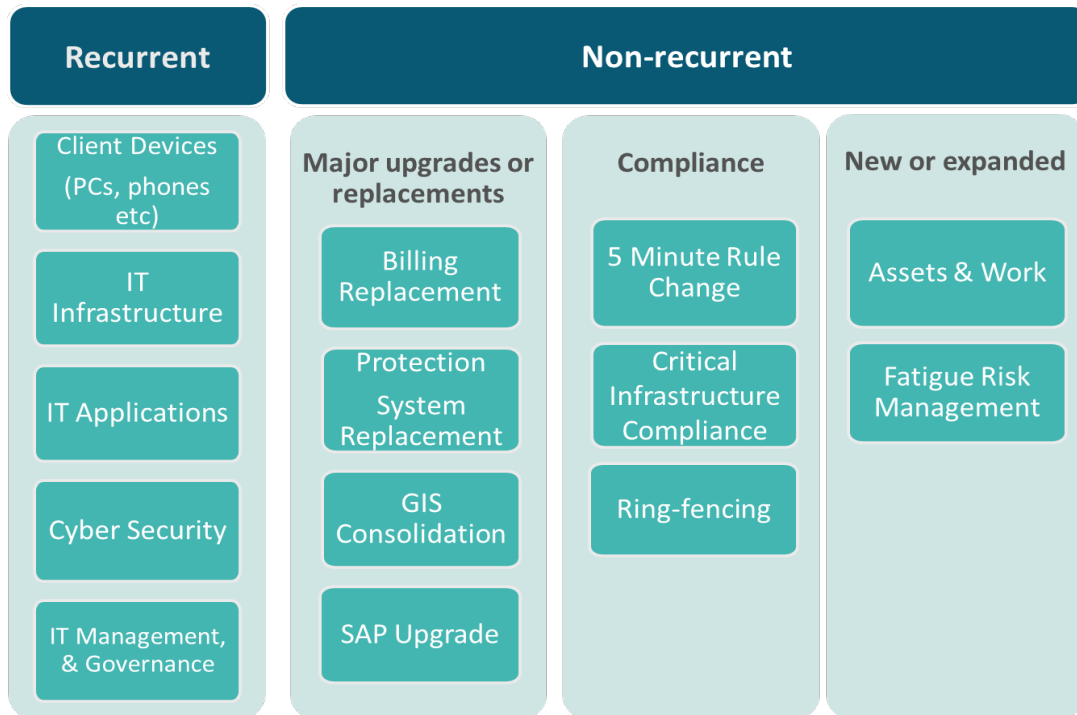 Recurrent
Non-recurrent
Client Devices
(PCs, phones
etc)
IT
Infrastructure
IT Applications
Cyber Security
IT Management,
& Governance
Major upgrades or
replacements
Billing
Replacement
Protection
System
Replacement
GIS
Consolidation
SAP Upgrade
Compliance
5 Minute Rule
Change
Critical
Infrastructure
Compliance
Ring-fencing
New or expanded
Assets & Work
Fatigue Risk
Management